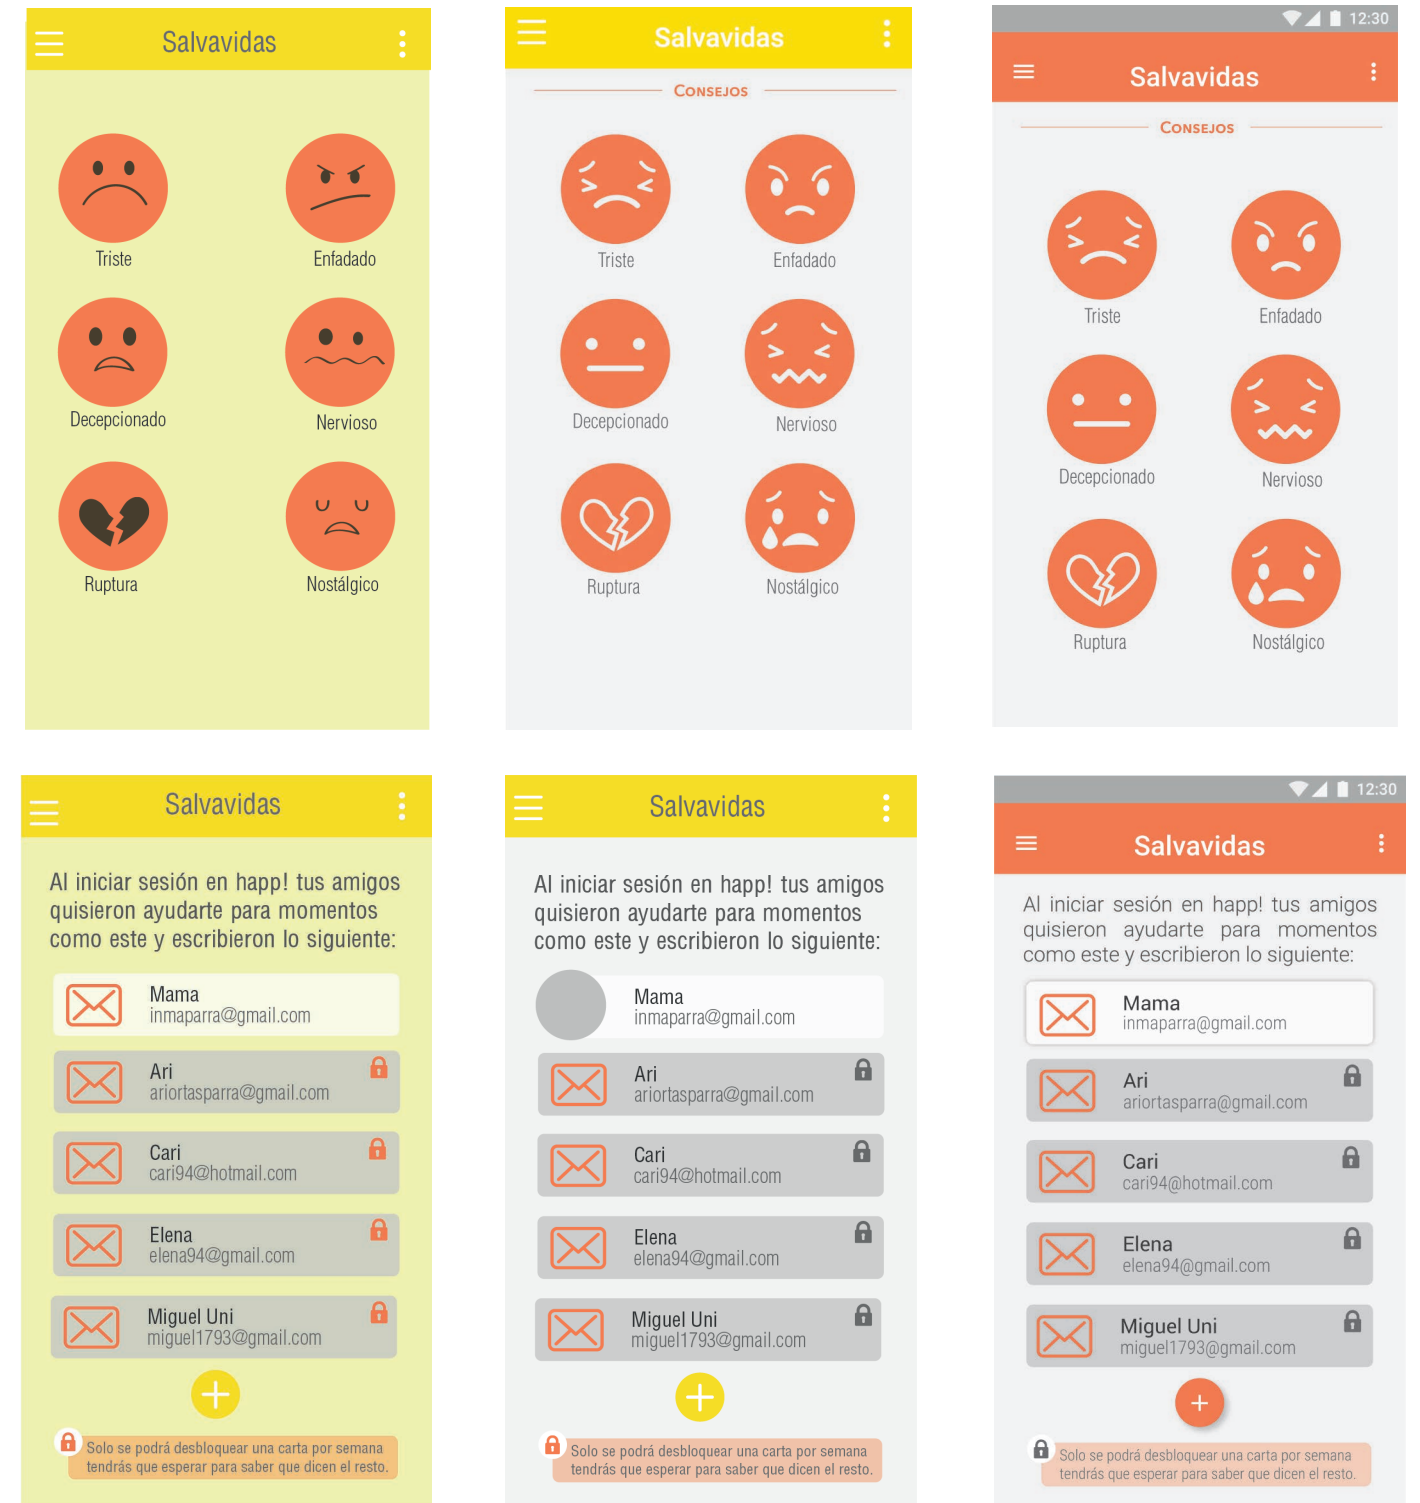 Salvavidas
Triste
Enfadado
Decepcionado
Nervioso
Ruptura
Nostálgico
Salvavidas
Consejos
Triste
Enfadado
Decepcionado
Nervioso
Ruptura
Nostálgico
12:30
Salvavidas
Consejos
Triste
Enfadado
Decepcionado
Nervioso
Ruptura
Nostálgico
Salvavidas
Al iniciar sesión en happ! tus amigos
quisieron ayudarte para momentos
como este y escribieron lo siguiente:
Mama
inmaparra@gmail.com
Ari
ariortasparra@gmail.com
Cari
cari94@hotmail.com
Elena
elena94@gmail.com
Miguel Uni
miguel1793@gmail.com
Solo se podrá desbloquear una carta por semana
tendrás que esperar para saber que dicen el resto.
Salvavidas
Al iniciar sesión en happ! tus amigos
quisieron ayudarte para momentos
como este y escribieron lo siguiente:
Mama
inmaparra@gmail.com
Ari
ariortasparra@gmail.com
Cari
cari94@hotmail.com
Elena
elena94@gmail.com
Miguel Uni
miguel1793@gmail.com
Solo se podrá desbloquear una carta por semana
tendrás que esperar para saber que dicen el resto.
12:30
Salvavidas
Al iniciar sesión en happ! tus amigos
quisieron ayudarte para momentos
como este y escribieron lo siguiente:
Mama
inmaparra@gmail.com
Ari
ariortasparra@gmail.com
Cari
cari94@hotmail.com
Elena
elena94@gmail.com
Miguel Uni
miguel1793@gmail.com
Solo se podrá desbloquear una carta por semana
tendrás que esperar para saber que dicen el resto.